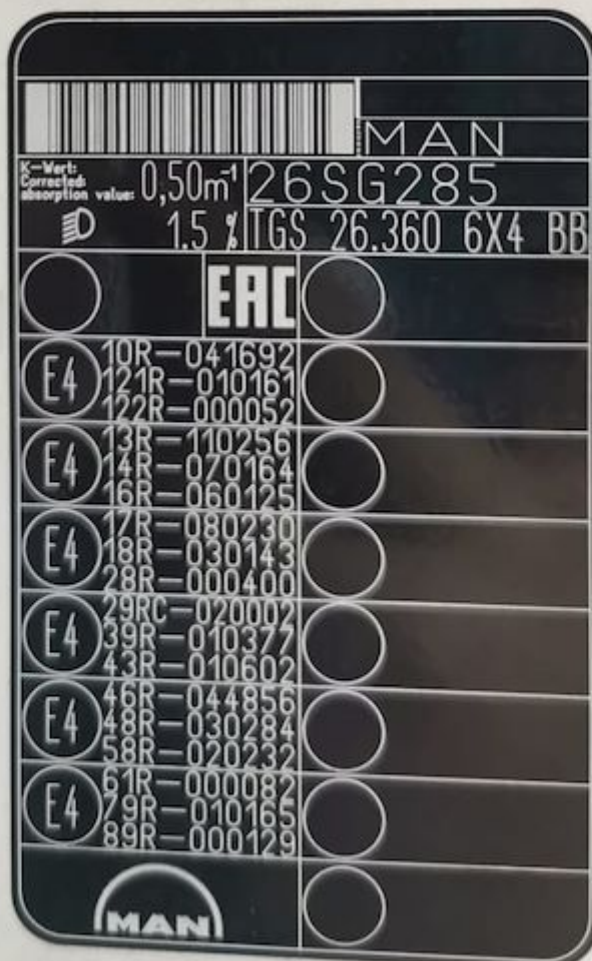 MAN
K-Wert:
Corrected
absorption value: 0,50m⁻¹
26SG285
1.5 %
TGS 26.360 6X4 BB
EAC
E4
10R-041692
121R-010161
122R-000052
E4
13R-110256
14R-070164
16R-060125
E4
17R-080230
18R-030143
28R-000400
E4
29RC-020002
39R-010377
43R-010602
E4
46R-044856
48R-030284
58R-020232
E4
61R-000082
79R-010165
89R-000129
MAN